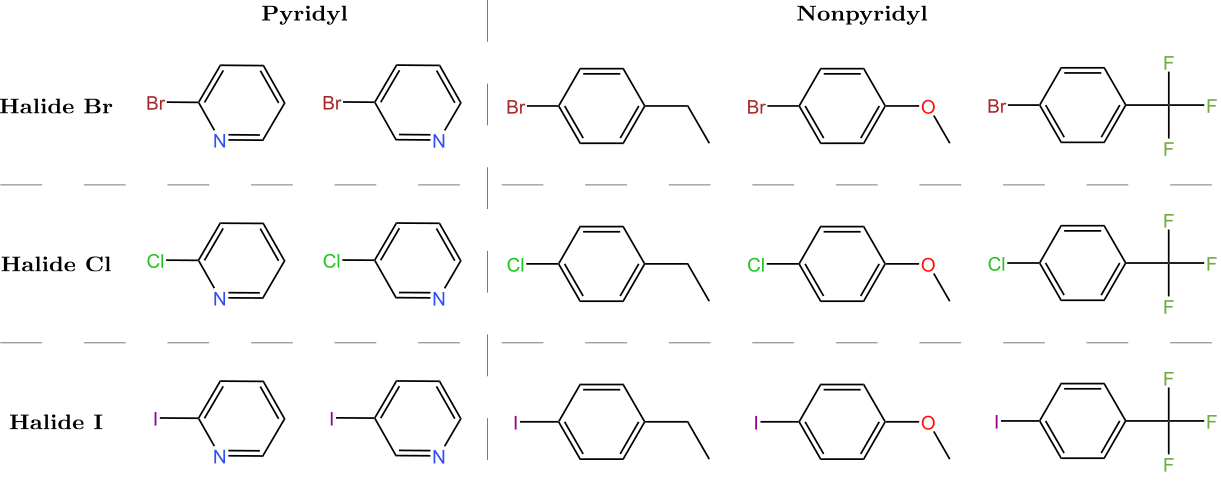 Pyridyl Nonpyridyl
Halide Br Br N Br N Br Br O Br F F F
Halide Cl Cl N Cl N Cl Cl O Cl F F F
Halide I I N I N I I O I F F F